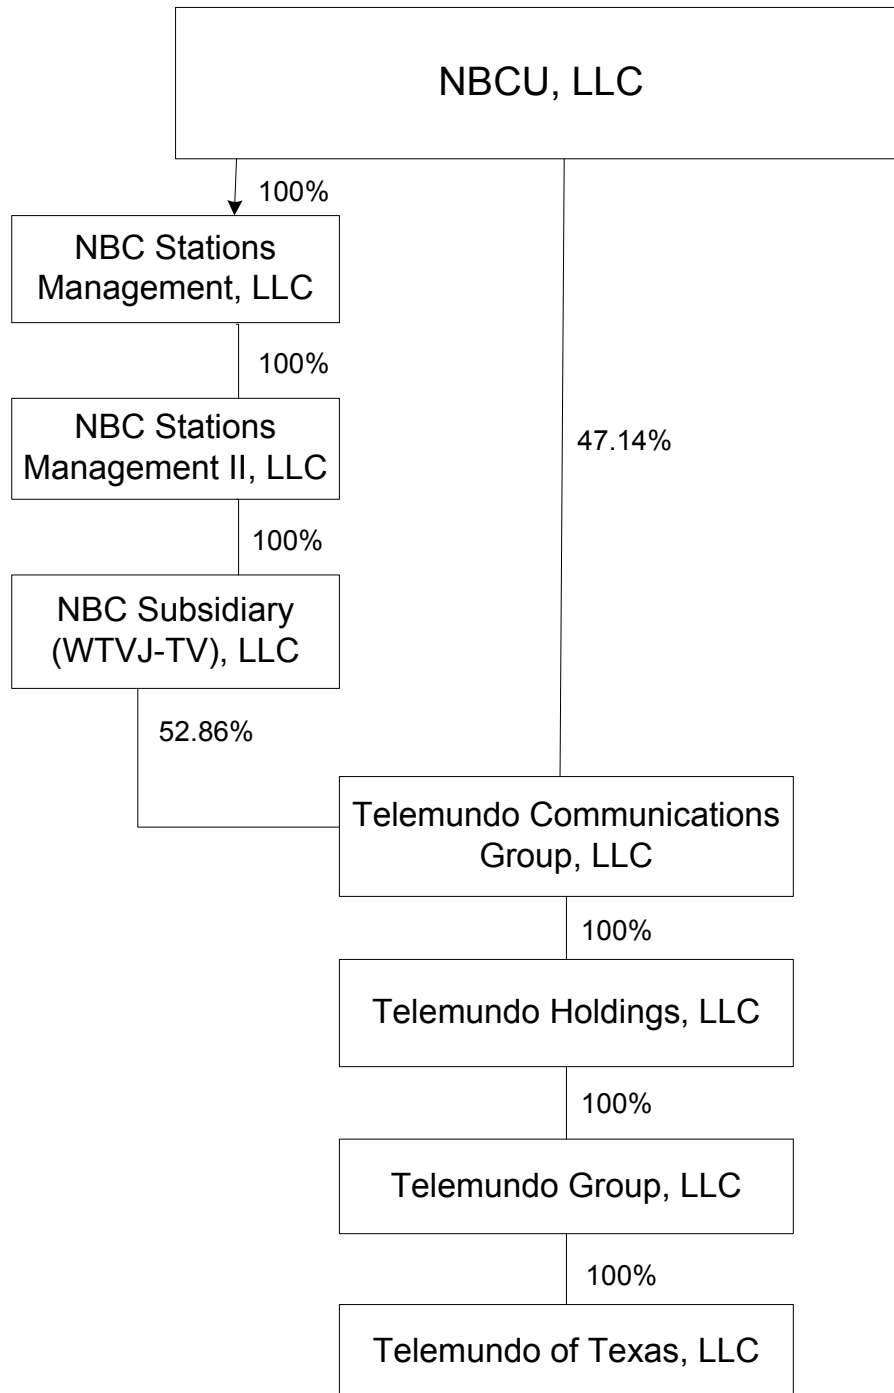 NBCU, LLC
100%
NBC Stations
Management, LLC
100%
NBC Stations
Management II, LLC
47.14%
100%
NBC Subsidiary
(WTVJ-TV), LLC
52.86%
Telemundo Communications
Group, LLC
100%
Telemundo Holdings, LLC
100%
Telemundo Group, LLC
100%
Telemundo of Texas, LLC